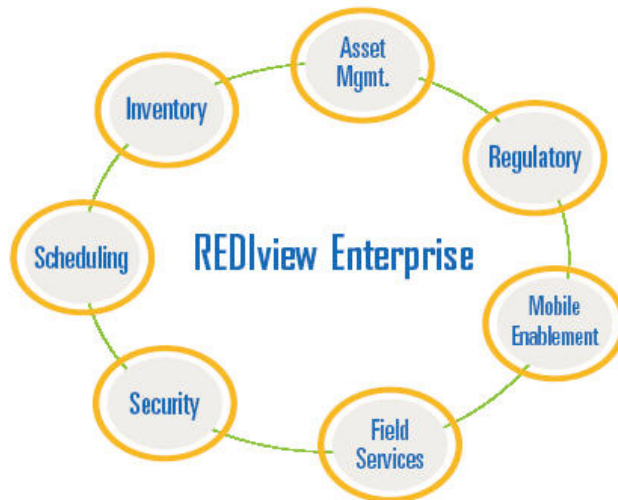 Asset
Mgmt.
Inventory
Regulatory
REDIview Enterprise
Scheduling
Mobile
Enablement
Security
Field
Services